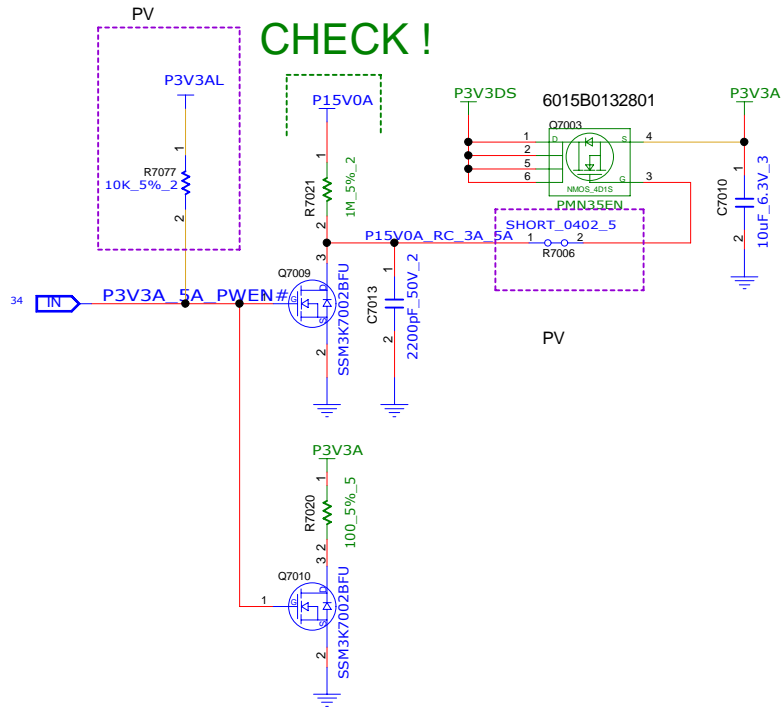 PV
CHECK !
P3V3AL
1
R7077
10K_5%_2
2
P15V0A
1
R7021
1M_5%_2
2
P3V3DS
6015B0132801
P3V3A
Q7003
1
2
5
6
D
S
G
4
3
NMOS_4D1S
PMN35EN
1
C7010
2
10uF_6.3V_3
P15V0A_RC_3A_5A
SHORT_0402_5
1
2
R7006
PV
34
IN
P3V3A_5A_PWEN#
1
Q7009
3
D
G
S
2
SSM3K7002BFU
1
C7013
2
2200pF_50V_2
P3V3A
1
R7020
100_5%_5
2
3
Q7010
1
D
G
S
2
SSM3K7002BFU